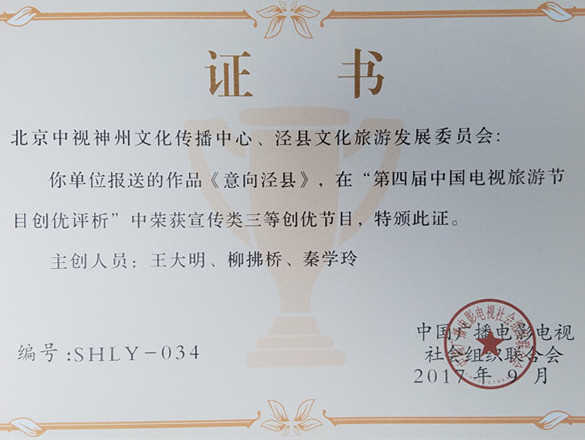 证 书
北京中视神州文化传播中心、泾县文化旅游发展委员会：
你单位报送的作品《意向泾县》，在“第四届中国电视旅游节
目创优评析”中荣获宣传类三等创优节目，特颁此证。
主创人员：王大明、柳拂桥、秦学玲
编号:SHLY-034
中国广播电影电视
社会组织联合会
2017年9月